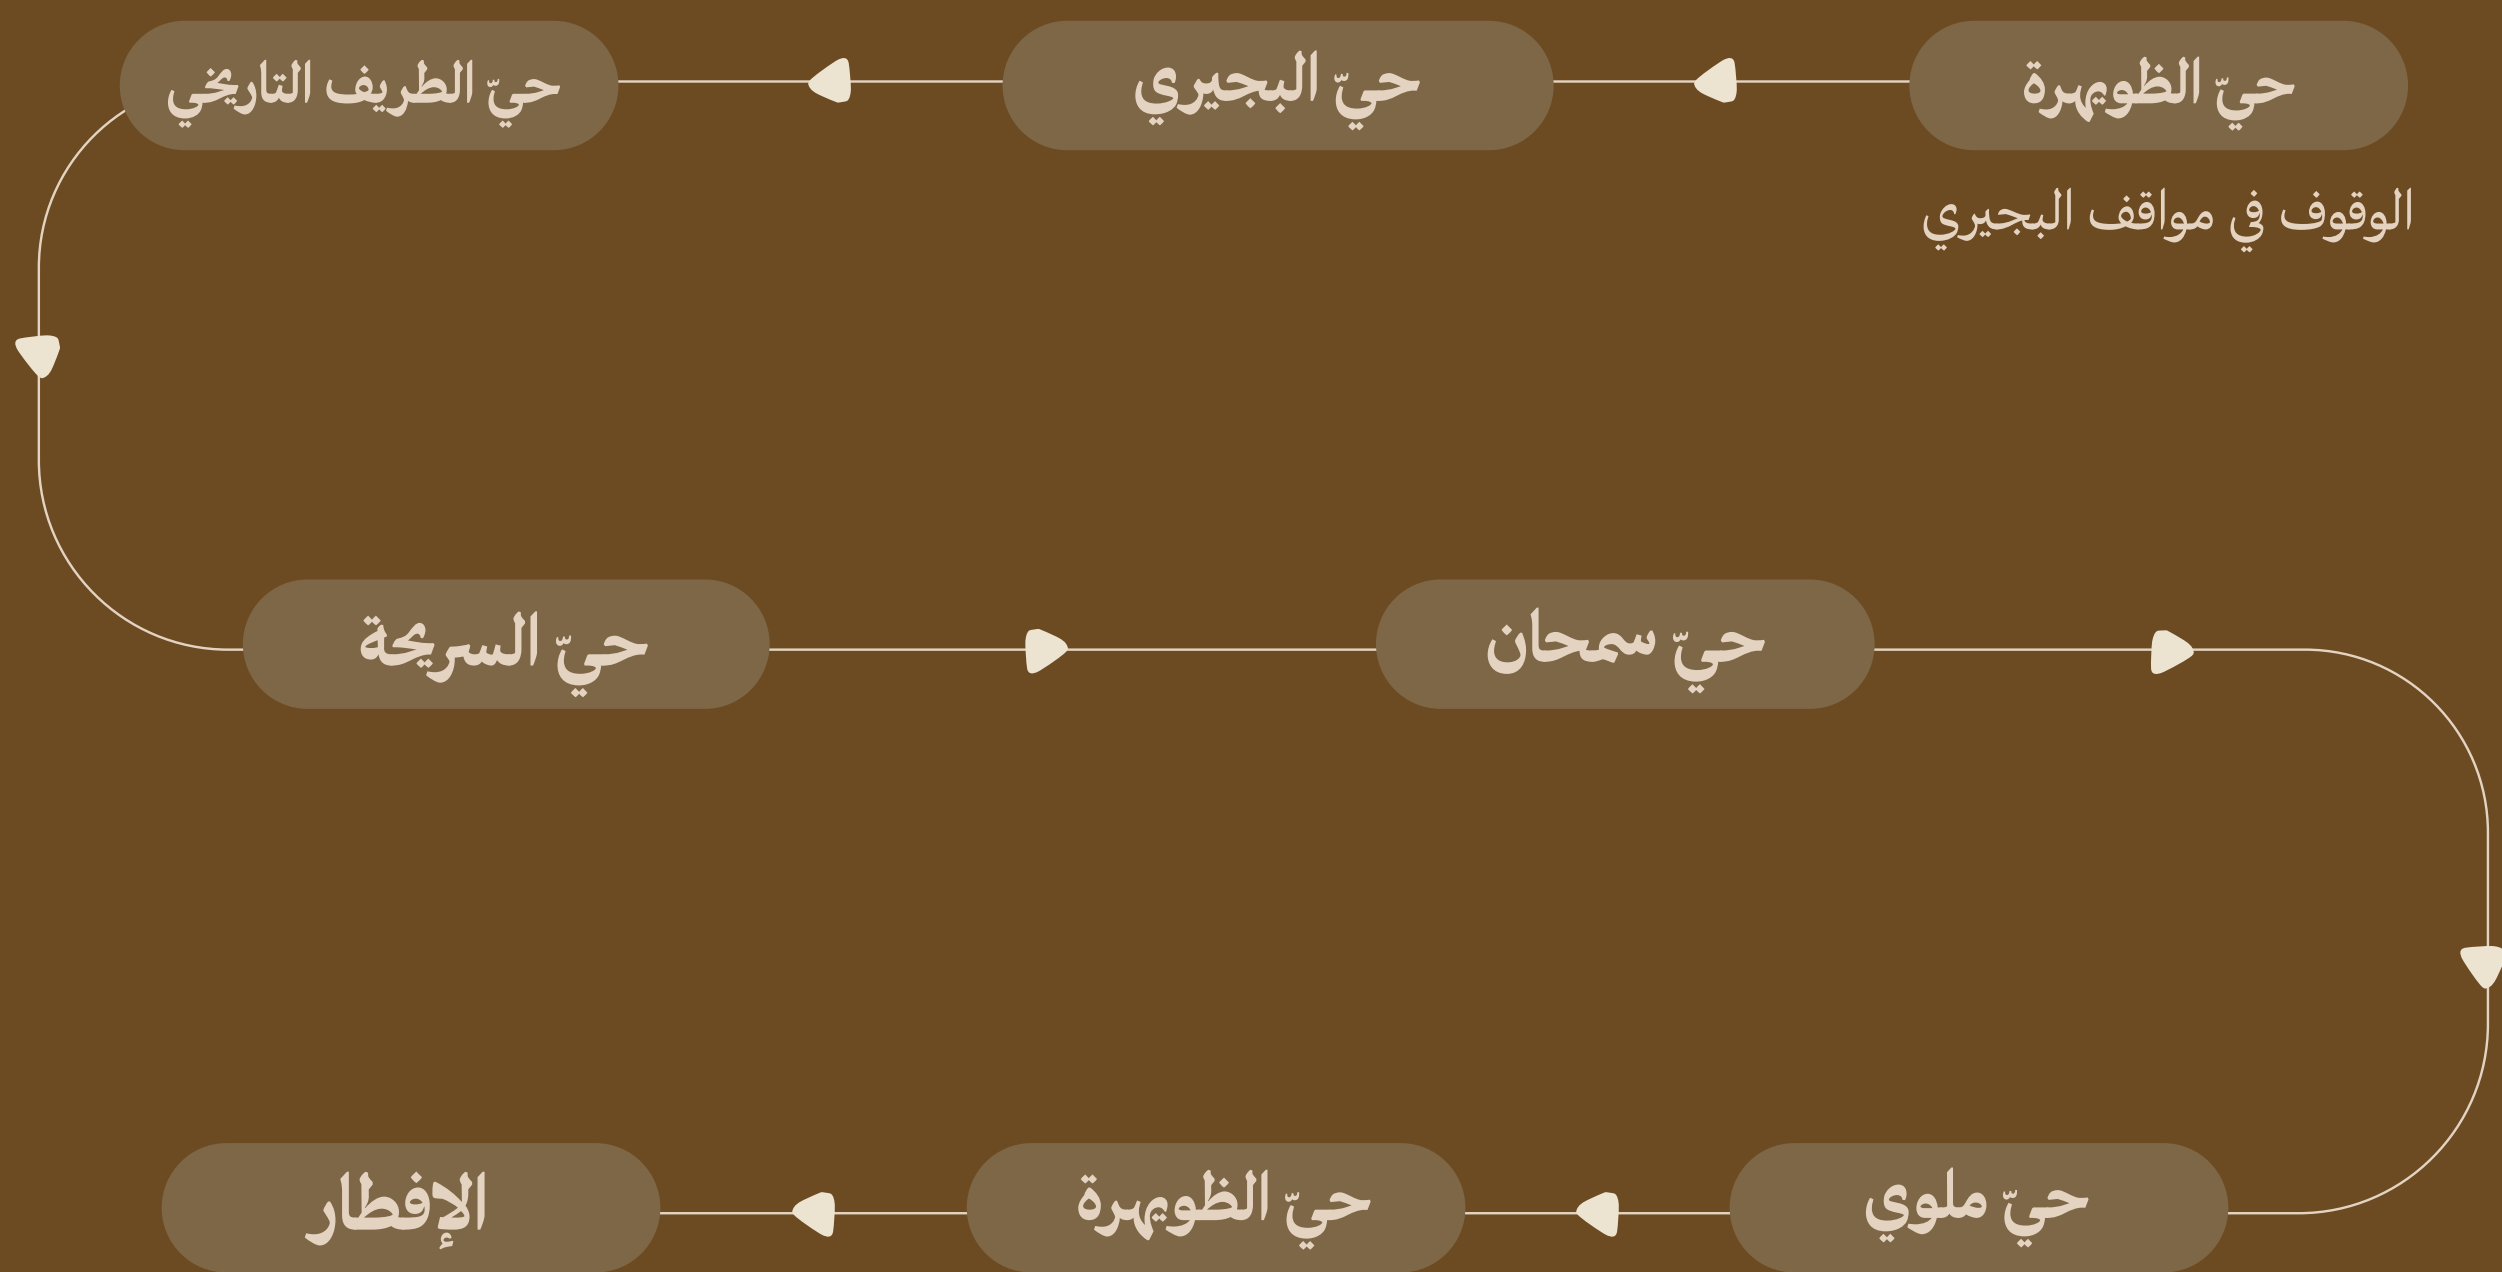 حيّ الظويهرة
الوقوف في مواقف البجيري
حيّ البجيري
حيّ الطريف التاريخي
حيّ السريحة
حيّ سمحان
حيّ ملوي
حيّ الظويهرة
الإفطار